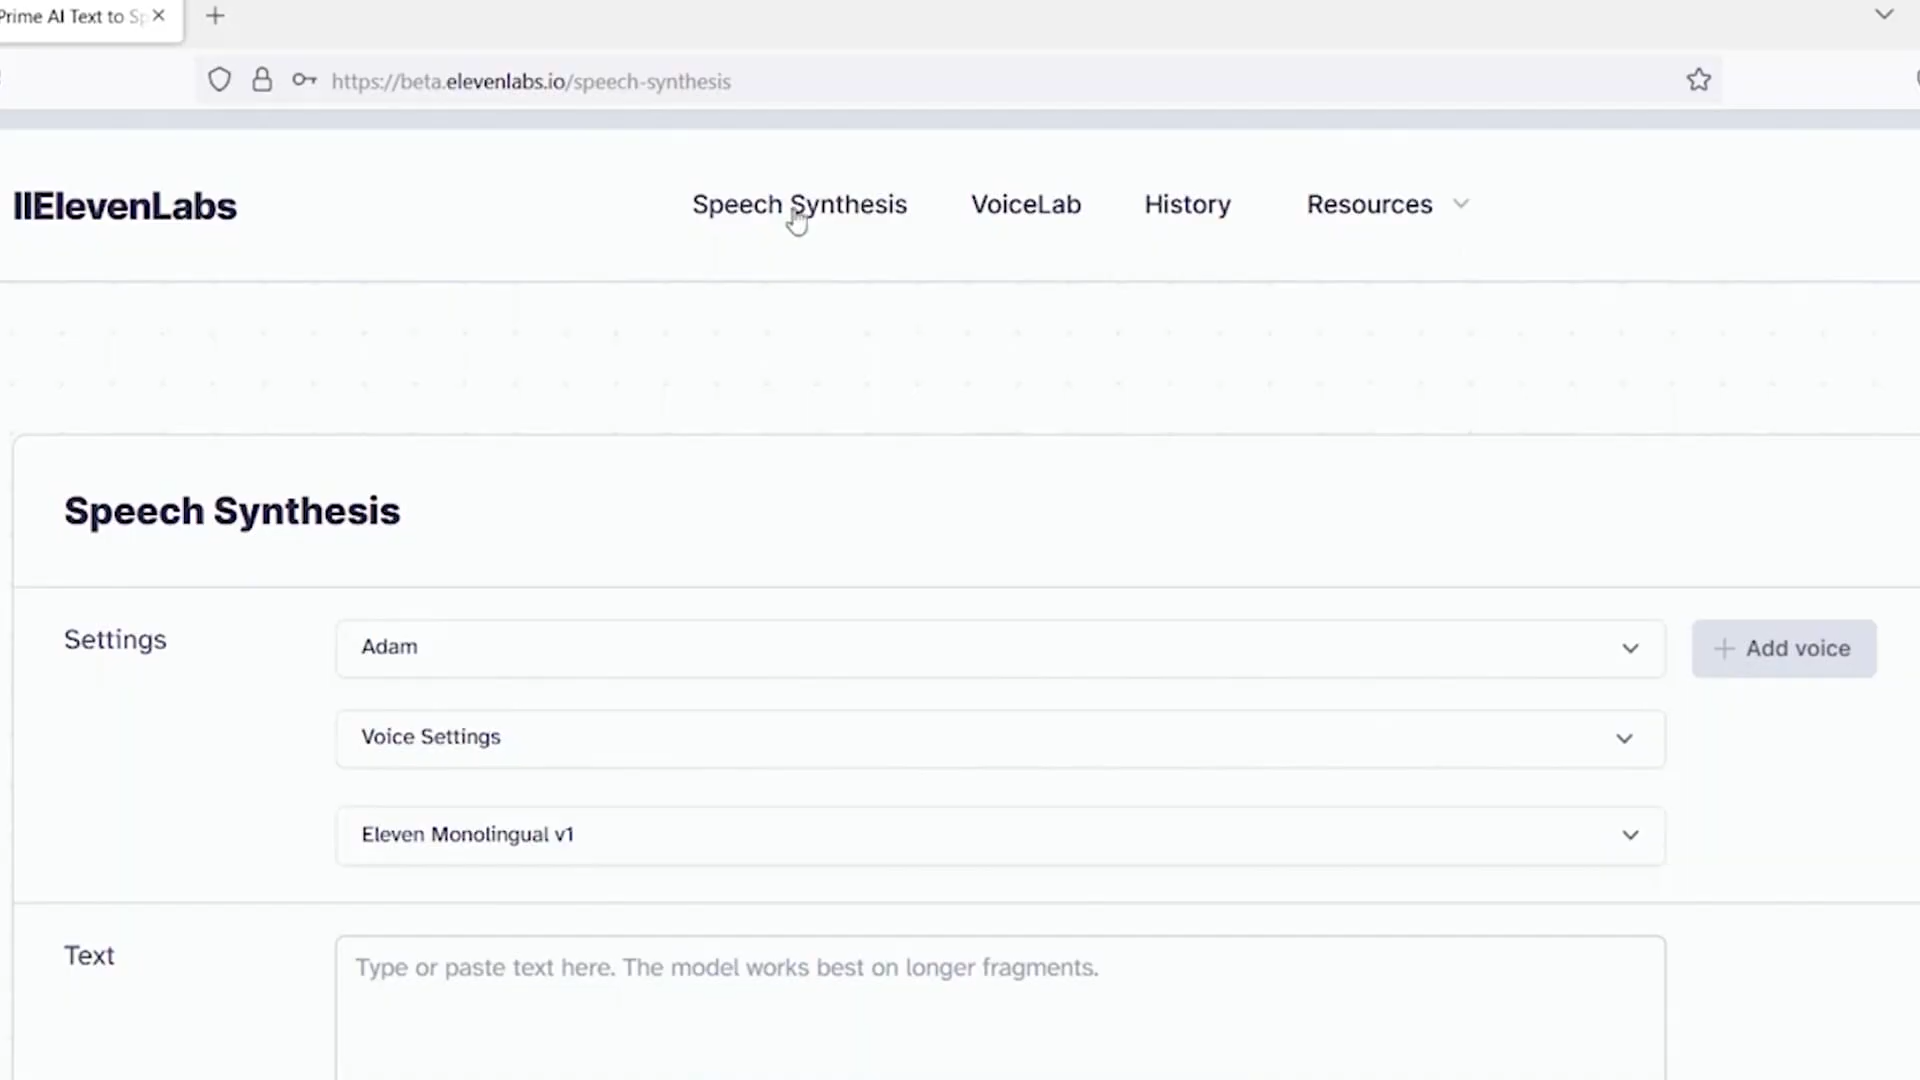 Prime AI Text to Sp
https://beta.elevenlabs.io/speech-synthesis
IIElevenLabs
Speech Synthesis VoiceLab History Resources
Speech Synthesis
Settings
Adam
Add voice
Voice Settings
Eleven Monolingual v1
Text
Type or paste text here. The model works best on longer fragments.